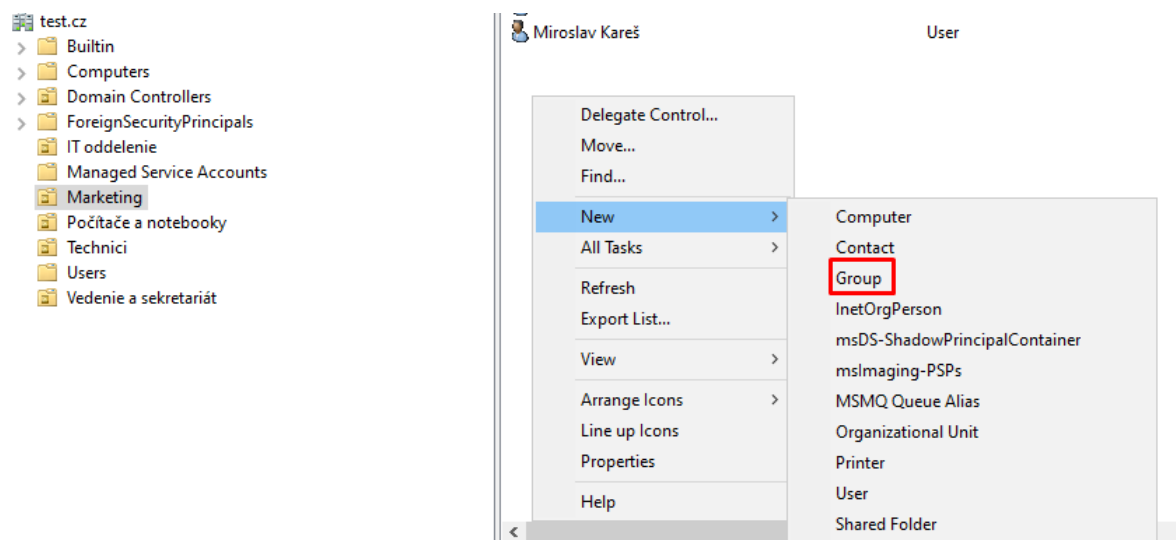 test.cz
Builtin
Computers
Domain Controllers
ForeignSecurityPrincipals
IT oddelenie
Managed Service Accounts
Marketing
Počítače a notebooky
Technici
Users
Vedenie a sekretariát
Miroslav Kareš User
Delegate Control...
Move...
Find...
New
All Tasks
Refresh
Export List...
View
Arrange Icons
Line up Icons
Properties
Help
Computer
Contact
Group
InetOrgPerson
msDS-ShadowPrincipalContainer
msImaging-PSPs
MSMQ Queue Alias
Organizational Unit
Printer
User
Shared Folder